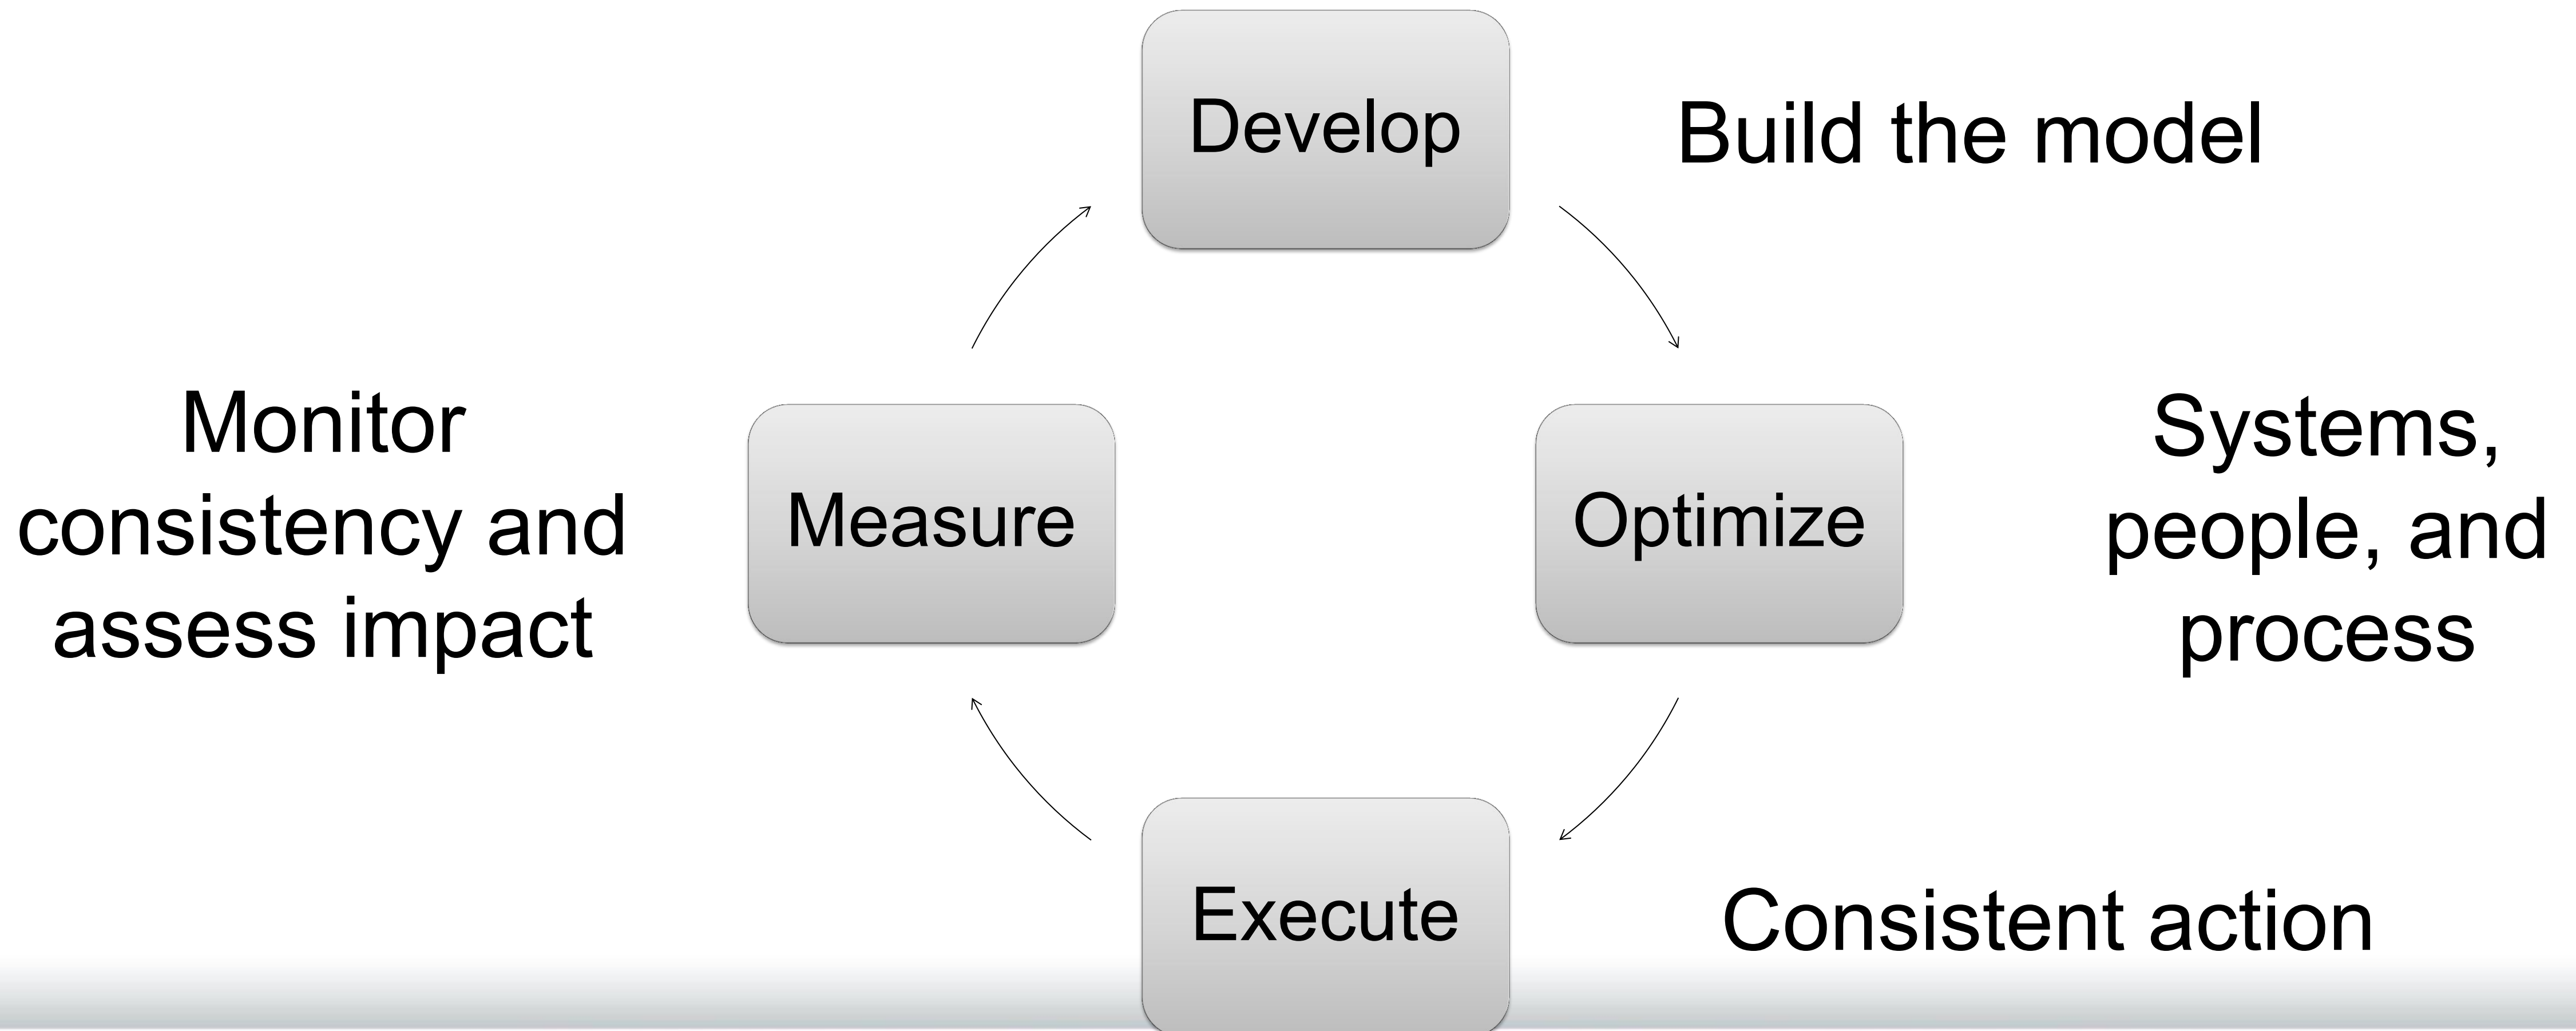 Develop
Build the model
Monitor
consistency and
assess impact
Measure
Optimize
Systems,
people, and
process
Execute
Consistent action